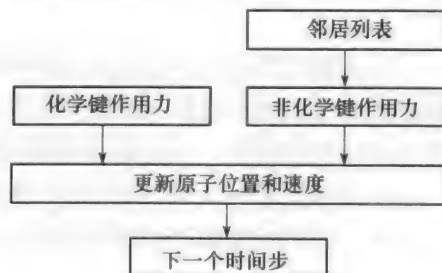 邻居列表
化学键作用力
非化学键作用力
更新原子位置和速度
下一个时间步